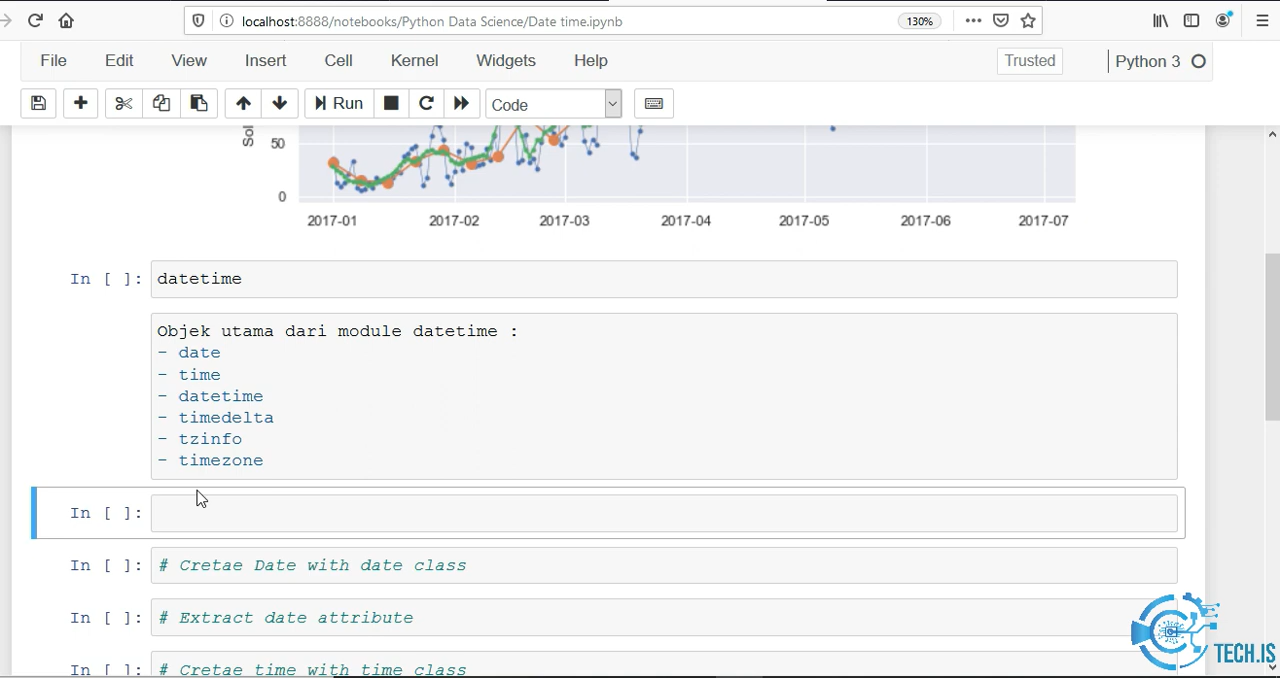 localhost:8888/notebooks/Python Data Science/Date time.ipynb
130%
File Edit View Insert Cell Kernel Widgets Help
Trusted
Python 3
Run
Code
Sol
50
0
2017-01 2017-02 2017-03 2017-04 2017-05 2017-06 2017-07
In [ ]: datetime
Objek utama dari module datetime :
- date
- time
- datetime
- timedelta
- tzinfo
- timezone
In [ ]:
In [ ]: # Cretae Date with date class
In [ ]: # Extract date attribute
In [ ]: # Cretae time with time class
TECH.IS